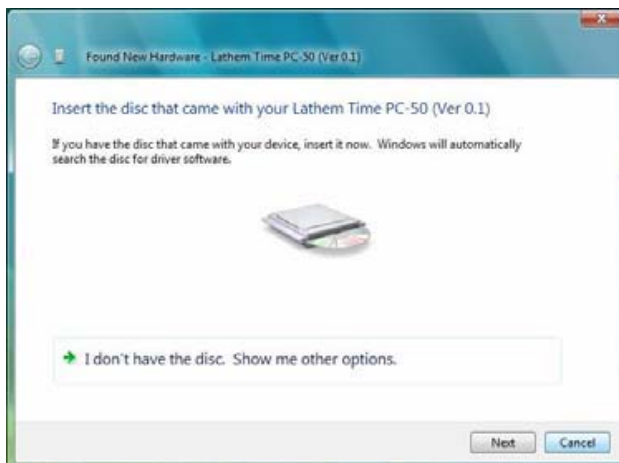 Found New Hardware - Lathem Time PC-50 (Ver 0.1)
Insert the disc that came with your Lathem Time PC-50 (Ver 0.1)
If you have the disc that came with your device, insert it now. Windows will automatically
search the disc for driver software.
I don't have the disc. Show me other options.
Next Cancel